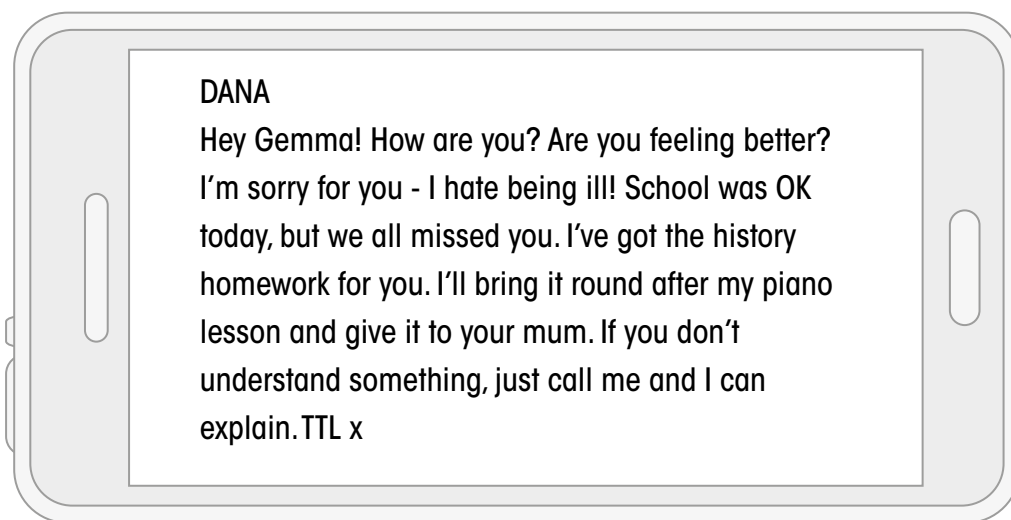 DANA
Hey Gemma! How are you? Are you feeling better?
I’m sorry for you - I hate being ill! School was OK
today, but we all missed you. I’ve got the history
homework for you. I’ll bring it round after my piano
lesson and give it to your mum. If you don’t
understand something, just call me and I can
explain. TTL x